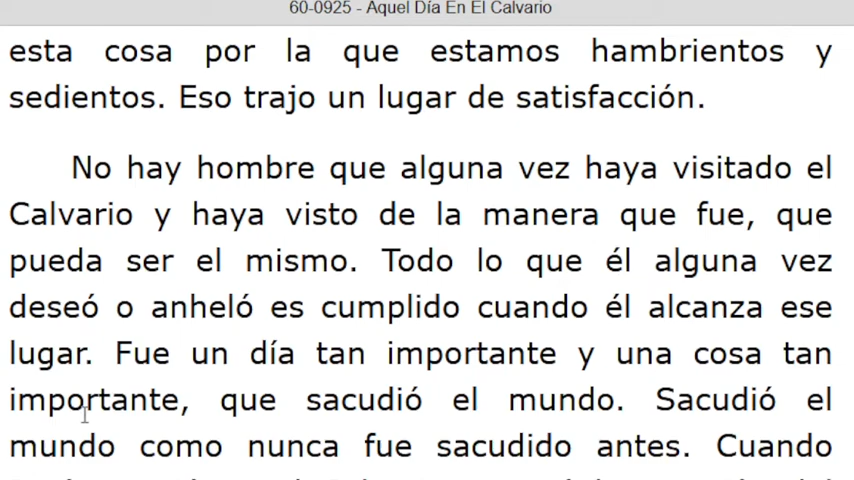 60-0925 - Aquel Día En El Calvario
esta cosa por la que estamos hambrientos y
sedientos. Eso trajo un lugar de satisfacción.
No hay hombre que alguna vez haya visitado el
Calvario y haya visto de la manera que fue, que
pueda ser el mismo. Todo lo que él alguna vez
deseó o anheló es cumplido cuando él alcanza ese
lugar. Fue un día tan importante y una cosa tan
importante, que sacudió el mundo. Sacudió el
mundo como nunca fue sacudido antes. Cuando